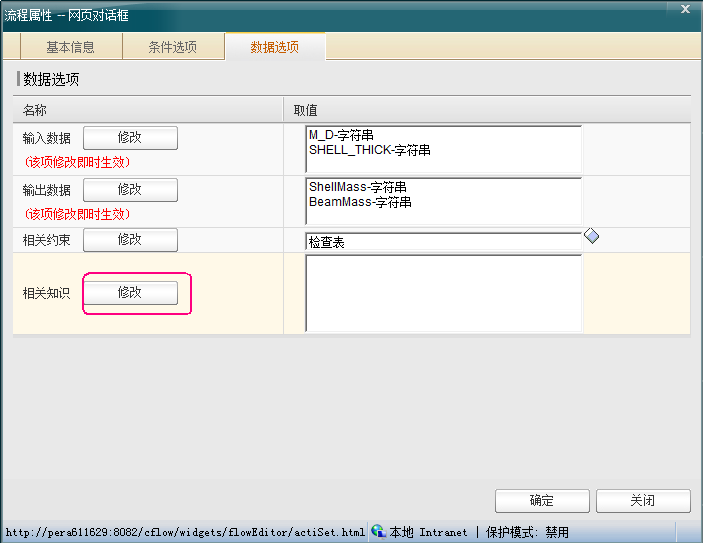 流程属性 -- 网页对话框
基本信息 条件选项 数据选项
数据选项
名称 取值
输入数据 修改 M_D-字符串
(该项修改即时生效) SHELL_THICK-字符串
输出数据 修改 ShellMass-字符串
(该项修改即时生效) BeamMass-字符串
相关约束 修改 检查表
相关知识 修改
确定 关闭
http://pera611629:8082/cflow/widgets/flowEditor/actiSet.html 本地 Intranet | 保护模式: 禁用